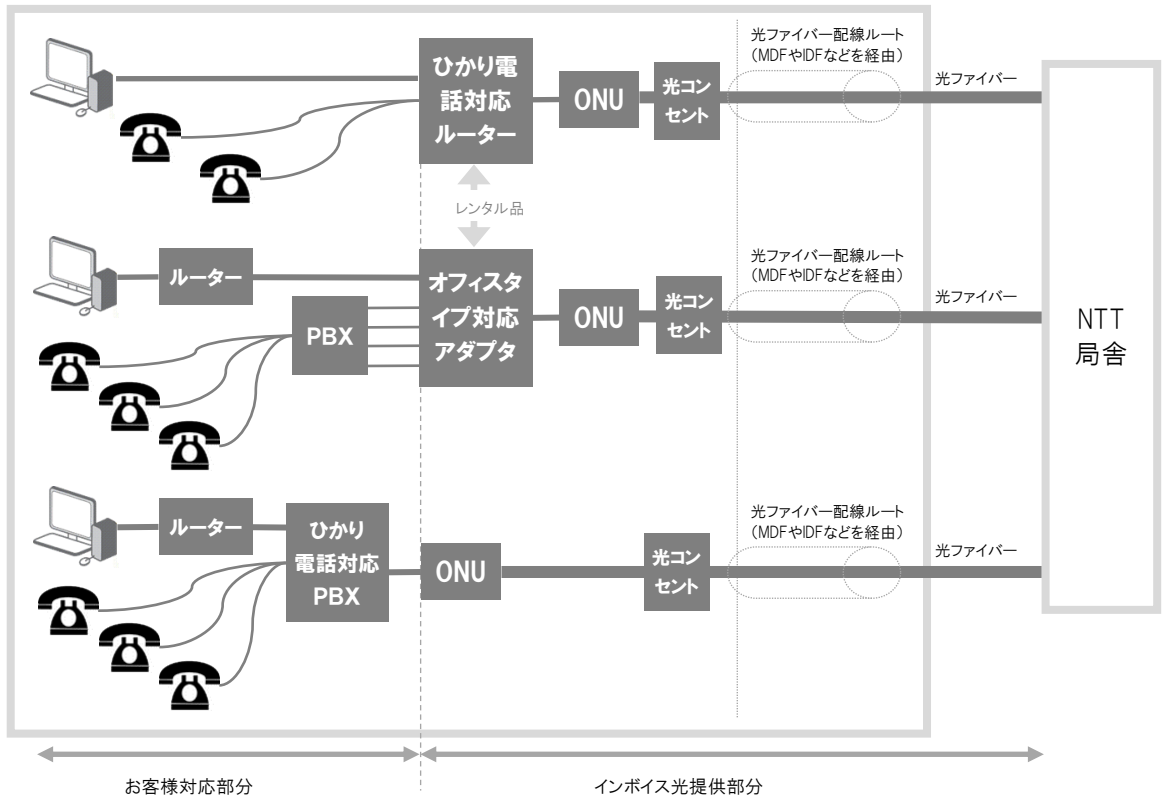 光ファイバー配線ルート
(MDFやIDFなどを経由)
光ファイバー
ひかり電
話対応
ルーター
ONU
光コン
セント
レンタル品
光ファイバー配線ルート
(MDFやIDFなどを経由)
光ファイバー
ルーター
PBX
オフィスタ
イプ対応
アダプタ
ONU
光コン
セント
NTT
局舎
光ファイバー配線ルート
(MDFやIDFなどを経由)
光ファイバー
ルーター
ひかり
電話対応
PBX
ONU
光コン
セント
お客様対応部分
インボイス光提供部分